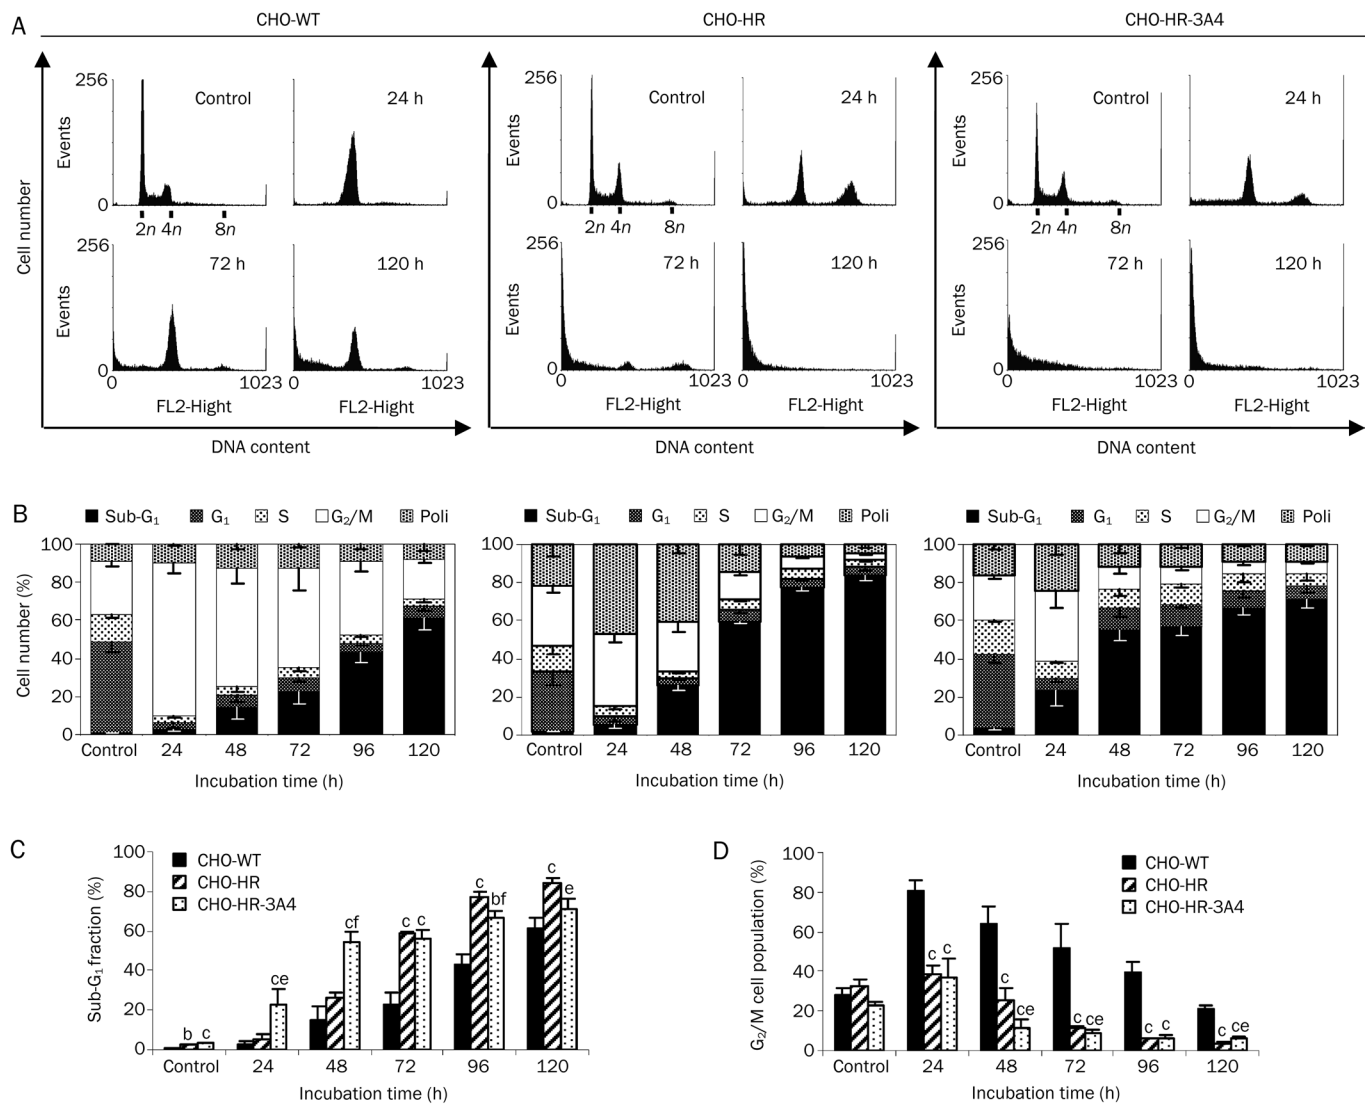 A
CHO-WT
CHO-HR
CHO-HR-3A4
Cell number
256
Events
0
Control
2n 4n 8n
24 h
256
Events
0
72 h
0
FL2-Hight
120 h
1023
FL2-Hight
DNA content
256
Events
0
Control
2n 4n 8n
24 h
256
Events
0
72 h
0
1023
FL2-Hight
120 h
0
1023
FL2-Hight
DNA content
256
Events
0
Control
2n 4n 8n
24 h
256
Events
0
72 h
0
1023
FL2-Hight
120 h
0
1023
FL2-Hight
DNA content
B
Sub-G₁ G₁ S G₂/M Poli
Cell number (%)
100
80
60
40
20
0
Control 24 48 72 96 120
Incubation time (h)
Sub-G₁ G₁ S G₂/M Poli
100
80
60
40
20
0
Control 24 48 72 96 120
Incubation time (h)
Sub-G₁ G₁ S G₂/M Poli
100
80
60
40
20
0
Control 24 48 72 96 120
Incubation time (h)
C
Sub-G₁ fraction (%)
100
80
60
40
20
0
CHO-WT
CHO-HR
CHO-HR-3A4
b c ce cf c c c bf c e
Control 24 48 72 96 120
Incubation time (h)
D
G₂/M cell population (%)
100
80
60
40
20
0
CHO-WT
CHO-HR
CHO-HR-3A4
c c c ce c ce c c c ce
Control 24 48 72 96 120
Incubation time (h)